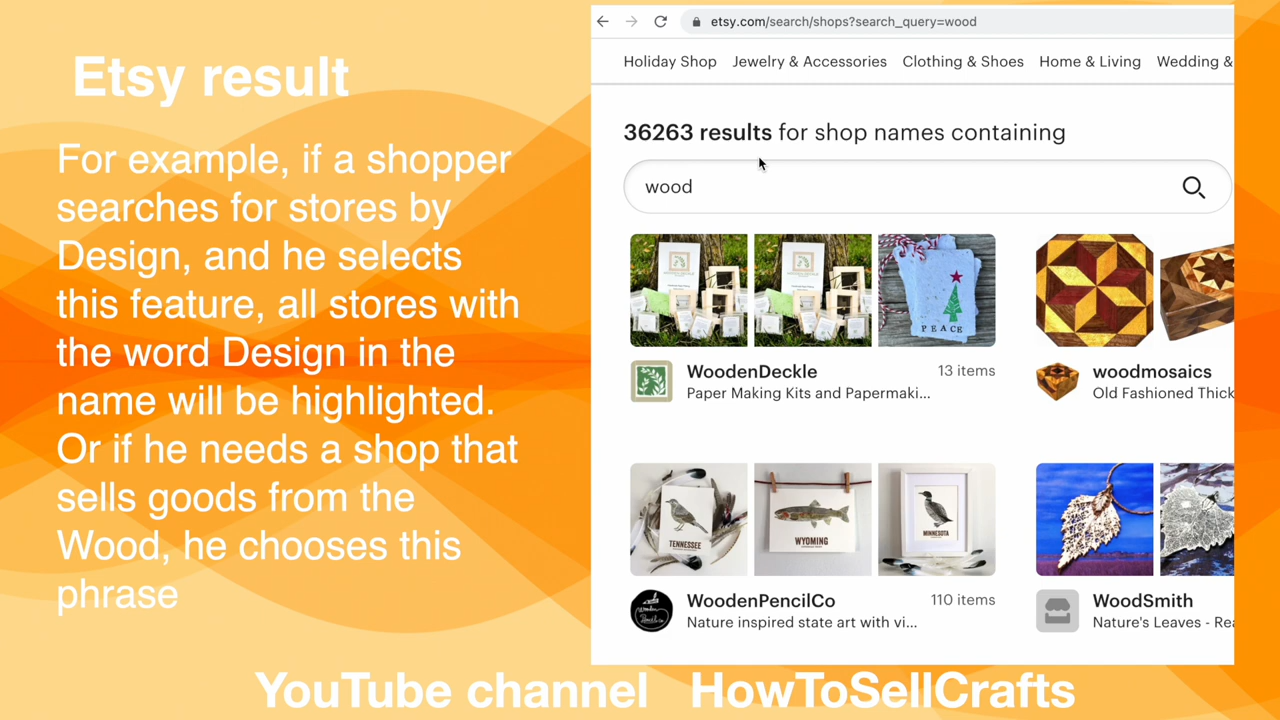 Etsy result
For example, if a shopper
searches for stores by
Design, and he selects
this feature, all stores with
the word Design in the
name will be highlighted.
Or if he needs a shop that
sells goods from the
Wood, he chooses this
phrase
etsy.com/search/shops?search_query=wood
Holiday Shop Jewelry & Accessories Clothing & Shoes Home & Living Wedding &
36263 results for shop names containing
wood
PEACE
WoodenDeckle 13 items
Paper Making Kits and Papermaki...
woodmosaics
Old Fashioned Thick
TENNESSEE
WYOMING
MINNESOTA
WoodenPencilCo 110 items
Nature inspired state art with vi...
WoodSmith
Nature's Leaves - Rea
YouTube channel HowToSellCrafts